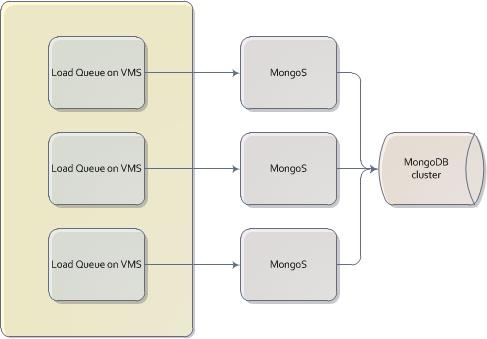 Load Queue on VMS
MongoS
Load Queue on VMS
MongoS
MongoDB
cluster
Load Queue on VMS
MongoS